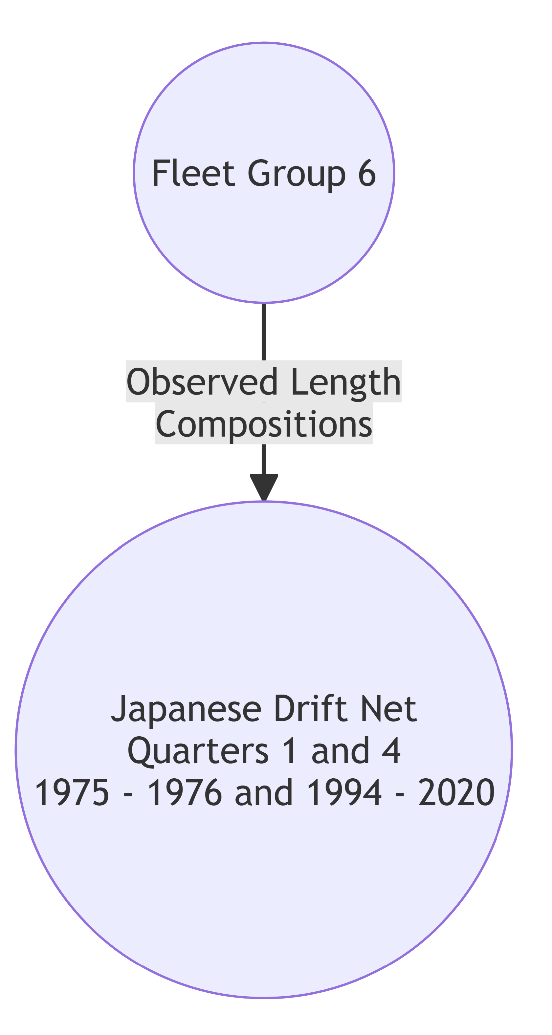 Fleet Group 6
Observed Length
Compositions
Japanese Drift Net
Quarters 1 and 4
1975 - 1976 and 1994 - 2020